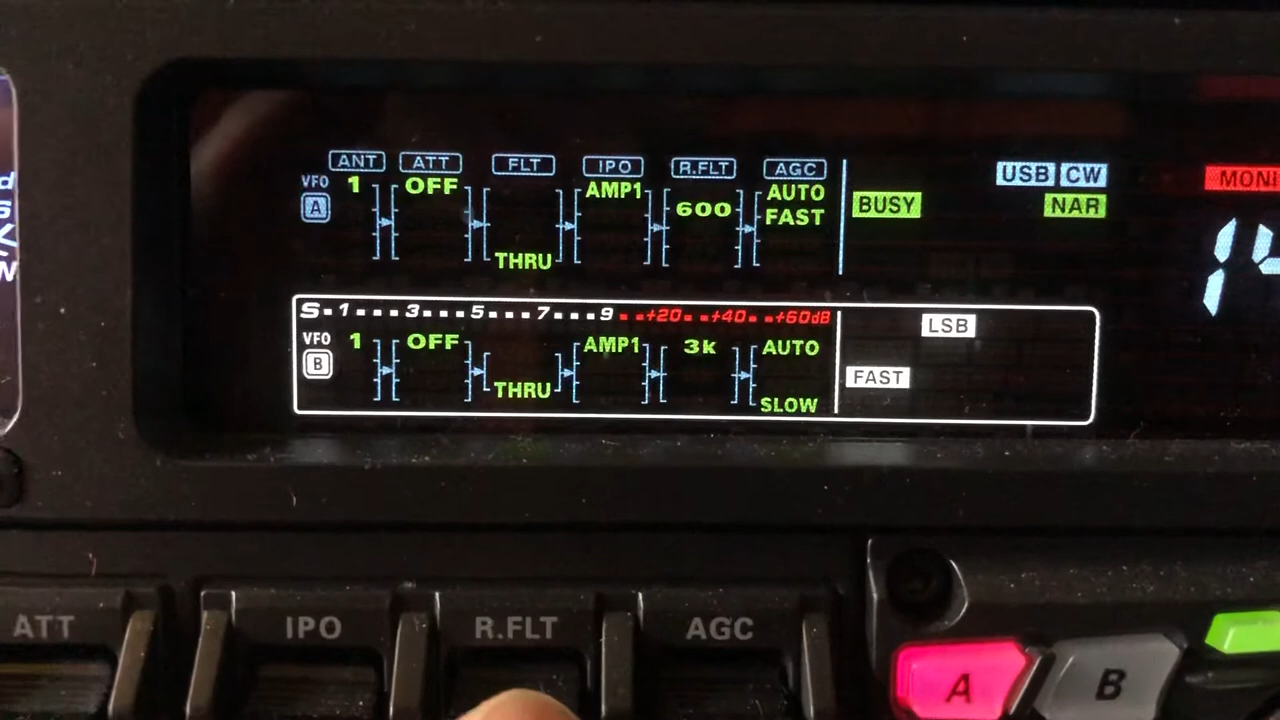 ANT ATT FLT IPO R.FLT AGC
VFO A 1 OFF THRU AMP1 600 AUTO FAST
BUSY USB CW NAR MONI
S 1 3 5 7 9 +20 +40 +60dB
VFO B 1 OFF THRU AMP1 3k AUTO SLOW
LSB
FAST
ATT IPO R.FLT AGC
A B